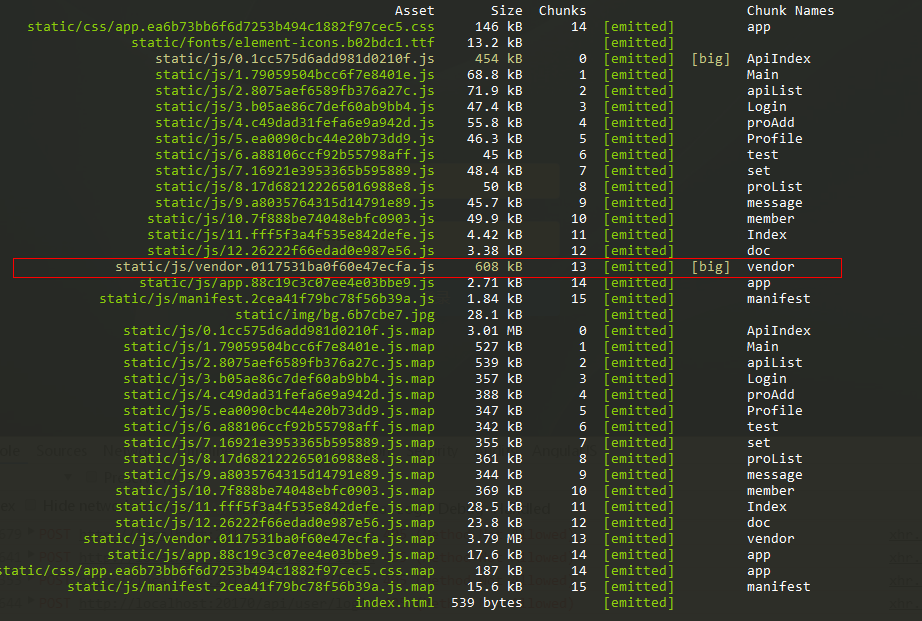 Asset Size Chunks Chunk Names
static/css/app.ea6b73bb6f6d7253b494c1882f97cec5.css 146 kB 14 [emitted] app
static/fonts/element-icons.b02bdc1.ttf 13.2 kB [emitted]
static/js/0.1cc575d6add981d0210f.js 454 kB 0 [emitted] [big] ApiIndex
static/js/1.79059504bcc6f7e8401e.js 68.8 kB 1 [emitted] Main
static/js/2.8075aef6589fb376a27c.js 71.9 kB 2 [emitted] apiList
static/js/3.b05ae86c7def60ab9bb4.js 47.4 kB 3 [emitted] Login
static/js/4.c49dad31fefa6e9a942d.js 55.8 kB 4 [emitted] proAdd
static/js/5.ea0090cbc44e20b73dd9.js 46.3 kB 5 [emitted] Profile
static/js/6.a88106ccf92b55798aff.js 45 kB 6 [emitted] test
static/js/7.16921e3953365b595889.js 48.4 kB 7 [emitted] set
static/js/8.17d682122265016988e8.js 50 kB 8 [emitted] proList
static/js/9.a8035764315d14791e89.js 45.7 kB 9 [emitted] message
static/js/10.7f888be74048ebfc0903.js 49.9 kB 10 [emitted] member
static/js/11.fff5f3a4f535e842defe.js 4.42 kB 11 [emitted] Index
static/js/12.26222f66edad0e987e56.js 3.38 kB 12 [emitted] doc
static/js/vendor.0117531ba0f60e47ecfa.js 608 kB 13 [emitted] [big] vendor
static/js/app.88c19c3c07ee4e03bbe9.js 2.71 kB 14 [emitted] app
static/js/manifest.2cea41f79bc78f56b39a.js 1.84 kB 15 [emitted] manifest
static/img/bg.6b7cbe7.jpg 28.1 kB [emitted]
static/js/0.1cc575d6add981d0210f.js.map 3.01 MB 0 [emitted] ApiIndex
static/js/1.79059504bcc6f7e8401e.js.map 527 kB 1 [emitted] Main
static/js/2.8075aef6589fb376a27c.js.map 539 kB 2 [emitted] apiList
static/js/3.b05ae86c7def60ab9bb4.js.map 357 kB 3 [emitted] Login
static/js/4.c49dad31fefa6e9a942d.js.map 388 kB 4 [emitted] proAdd
static/js/5.ea0090cbc44e20b73dd9.js.map 347 kB 5 [emitted] Profile
static/js/6.a88106ccf92b55798aff.js.map 342 kB 6 [emitted] test
static/js/7.16921e3953365b595889.js.map 355 kB 7 [emitted] set
static/js/8.17d682122265016988e8.js.map 361 kB 8 [emitted] proList
static/js/9.a8035764315d14791e89.js.map 344 kB 9 [emitted] message
static/js/10.7f888be74048ebfc0903.js.map 369 kB 10 [emitted] member
static/js/11.fff5f3a4f535e842defe.js.map 28.5 kB 11 [emitted] Index
static/js/12.26222f66edad0e987e56.js.map 23.8 kB 12 [emitted] doc
static/js/vendor.0117531ba0f60e47ecfa.js.map 3.79 MB 13 [emitted] vendor
static/js/app.88c19c3c07ee4e03bbe9.js.map 17.6 kB 14 [emitted] app
static/css/app.ea6b73bb6f6d7253b494c1882f97cec5.css.map 187 kB 14 [emitted] app
static/js/manifest.2cea41f79bc78f56b39a.js.map 15.6 kB 15 [emitted] manifest
index.html 539 bytes [emitted]